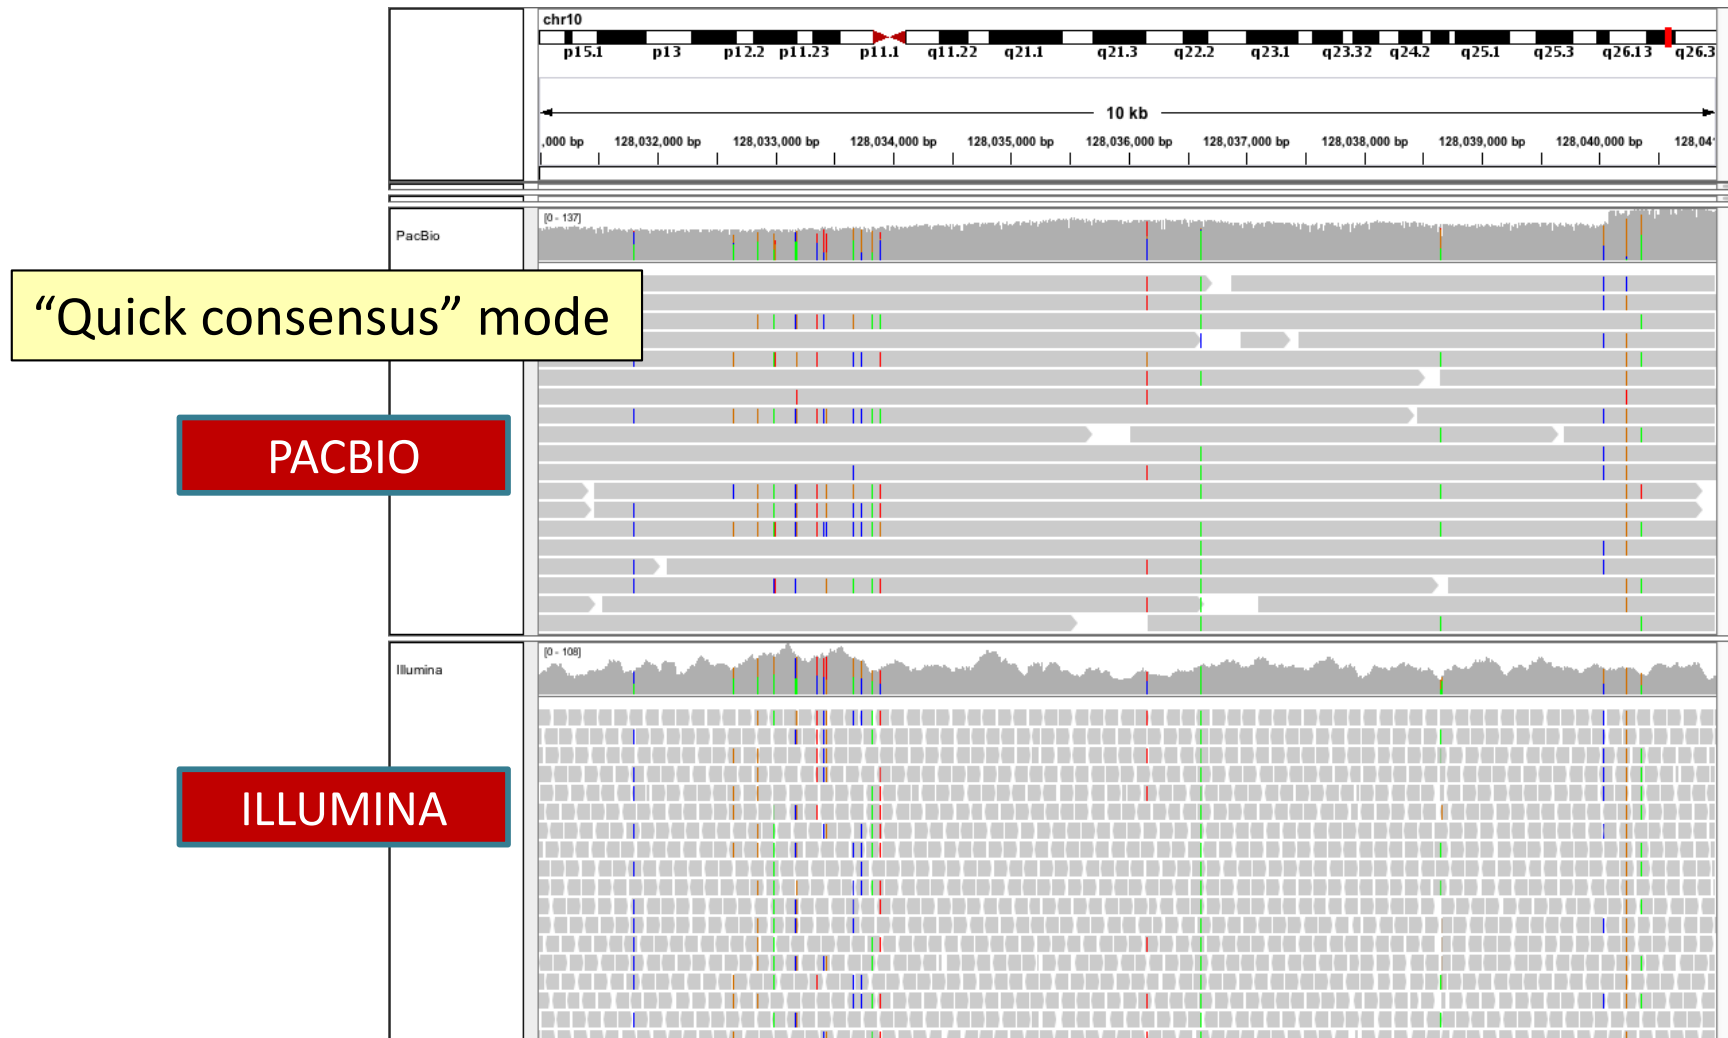 chr10
p15.1 p13 p12.2 p11.23 p11.1 q11.22 q21.1 q21.3 q22.2 q23.1 q23.32 q24.2 q25.1 q25.3 q26.13 q26.3
10 kb
,000 bp 128,032,000 bp 128,033,000 bp 128,034,000 bp 128,035,000 bp 128,036,000 bp 128,037,000 bp 128,038,000 bp 128,039,000 bp 128,040,000 bp 128,041
[0 - 137]
PacBio
“Quick consensus” mode
PACBIO
[0 - 108]
Illumina
ILLUMINA